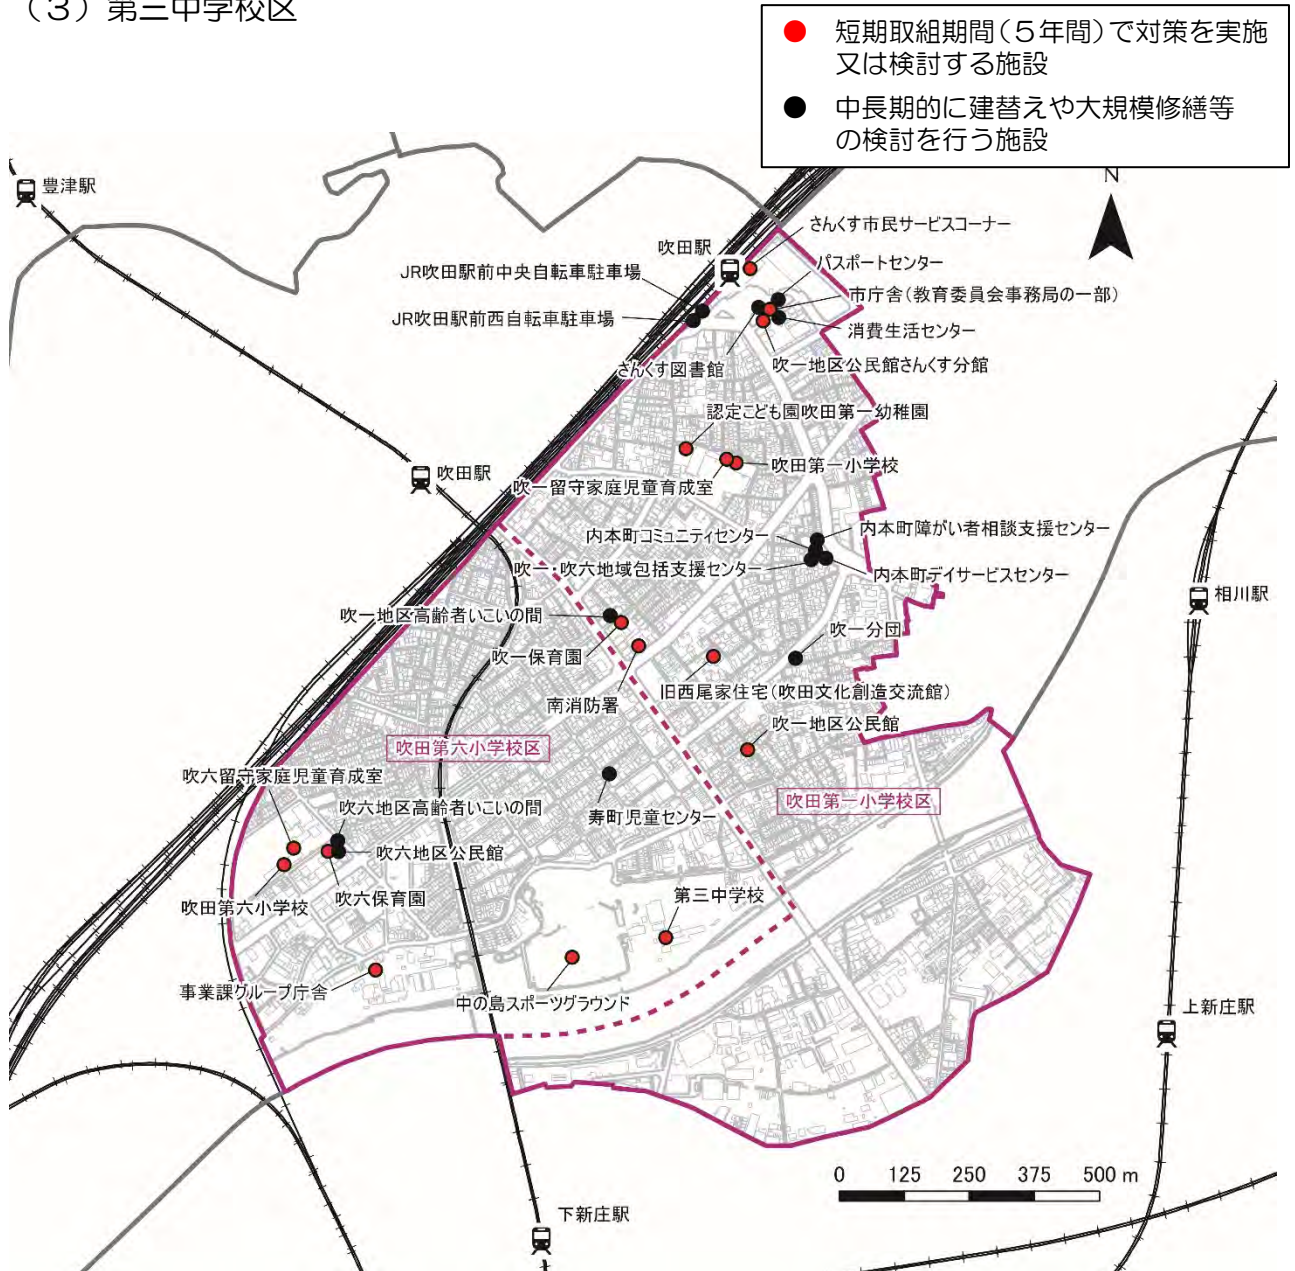 （3）第三中学校区
● 短期取組期間（5年間）で対策を実施
又は検討する施設
● 中長期的に建替えや大規模修繕等
の検討を行う施設
N
豊津駅
さんくす市民サービスコーナー
吹田駅
パスポートセンター
JR吹田駅前中央自転車駐車場
市庁舎（教育委員会事務局の一部）
JR吹田駅前西自転車駐車場
消費生活センター
さんくす図書館
吹一地区公民館さんくす分館
認定こども園吹田第一幼稚園
吹田駅
吹田第一小学校
吹一留守家庭児童育成室
内本町コミュニティセンター
内本町障がい者相談支援センター
吹一・吹六地域包括支援センター
内本町デイサービスセンター
相川駅
吹一地区高齢者いこいの間
吹一分団
吹一保育園
旧西尾家住宅（吹田文化創造交流館）
南消防署
吹一地区公民館
吹田第六小学校区
吹六留守家庭児童育成室
吹田第一小学校区
吹六地区高齢者いこいの間
寿町児童センター
吹六地区公民館
吹六保育園
第三中学校
吹田第六小学校
事業課グループ庁舎
中の島スポーツグラウンド
上新庄駅
0 125 250 375 500 m
下新庄駅